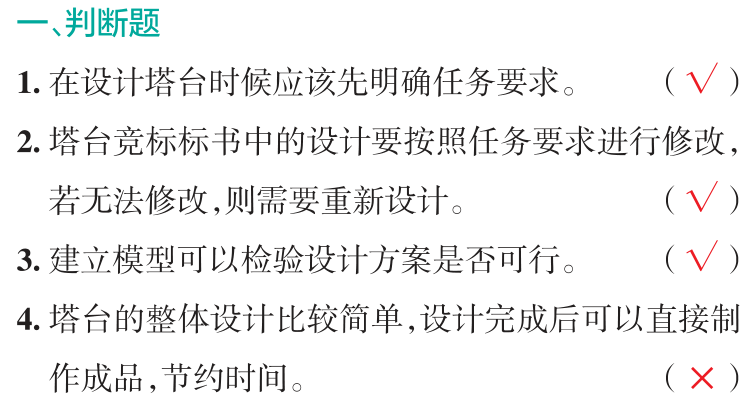 一、判断题
1. 在设计塔台时候应该先明确任务要求。 （ √ ）
2. 塔台竞标标书中的设计要按照任务要求进行修改，
若无法修改，则需要重新设计。 （ √ ）
3. 建立模型可以检验设计方案是否可行。 （ √ ）
4. 塔台的整体设计比较简单，设计完成后可以直接制
作成品，节约时间。 （ × ）